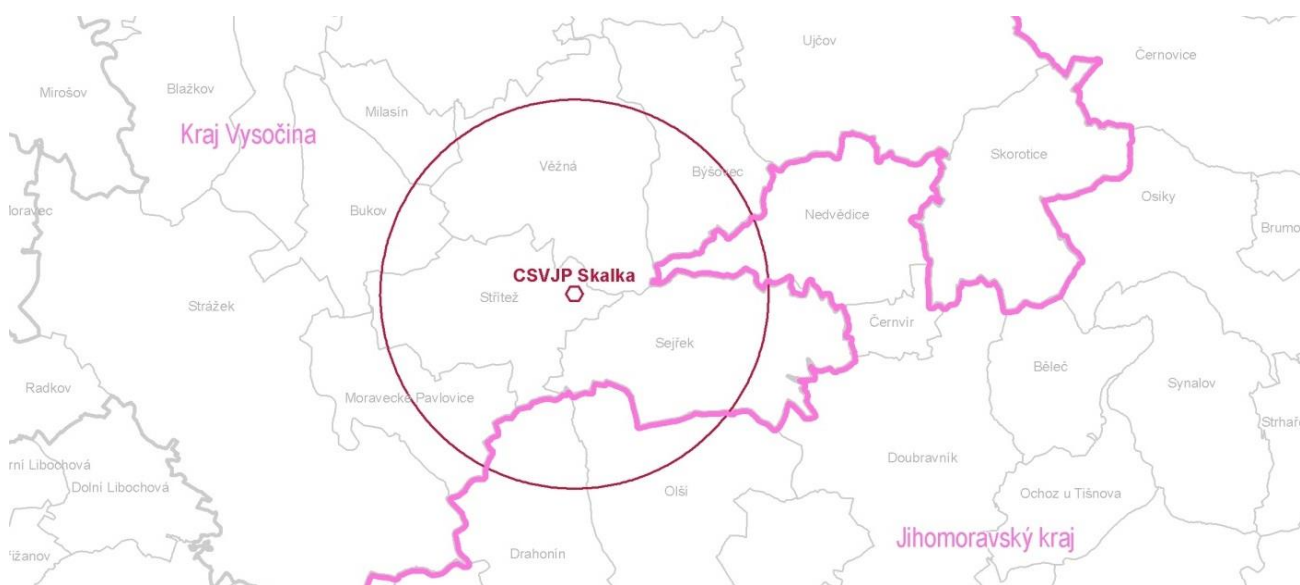 Ujčov
Černovice
Mirošov
Blažkov
Milasín
Kraj Vysočina
Skorotice
Věžná
Býšovec
Osiky
Bukov
Nedvědice
Brumo
CSVJP Skalka
Střítež
Strážek
Černvír
Sejřek
Běleč
Radkov
Synalov
Moravecké Pavlovice
Doubravník
Dolní Libochová
Olší
Ochoz u Tišnova
Jihomoravský kraj
Drahonín